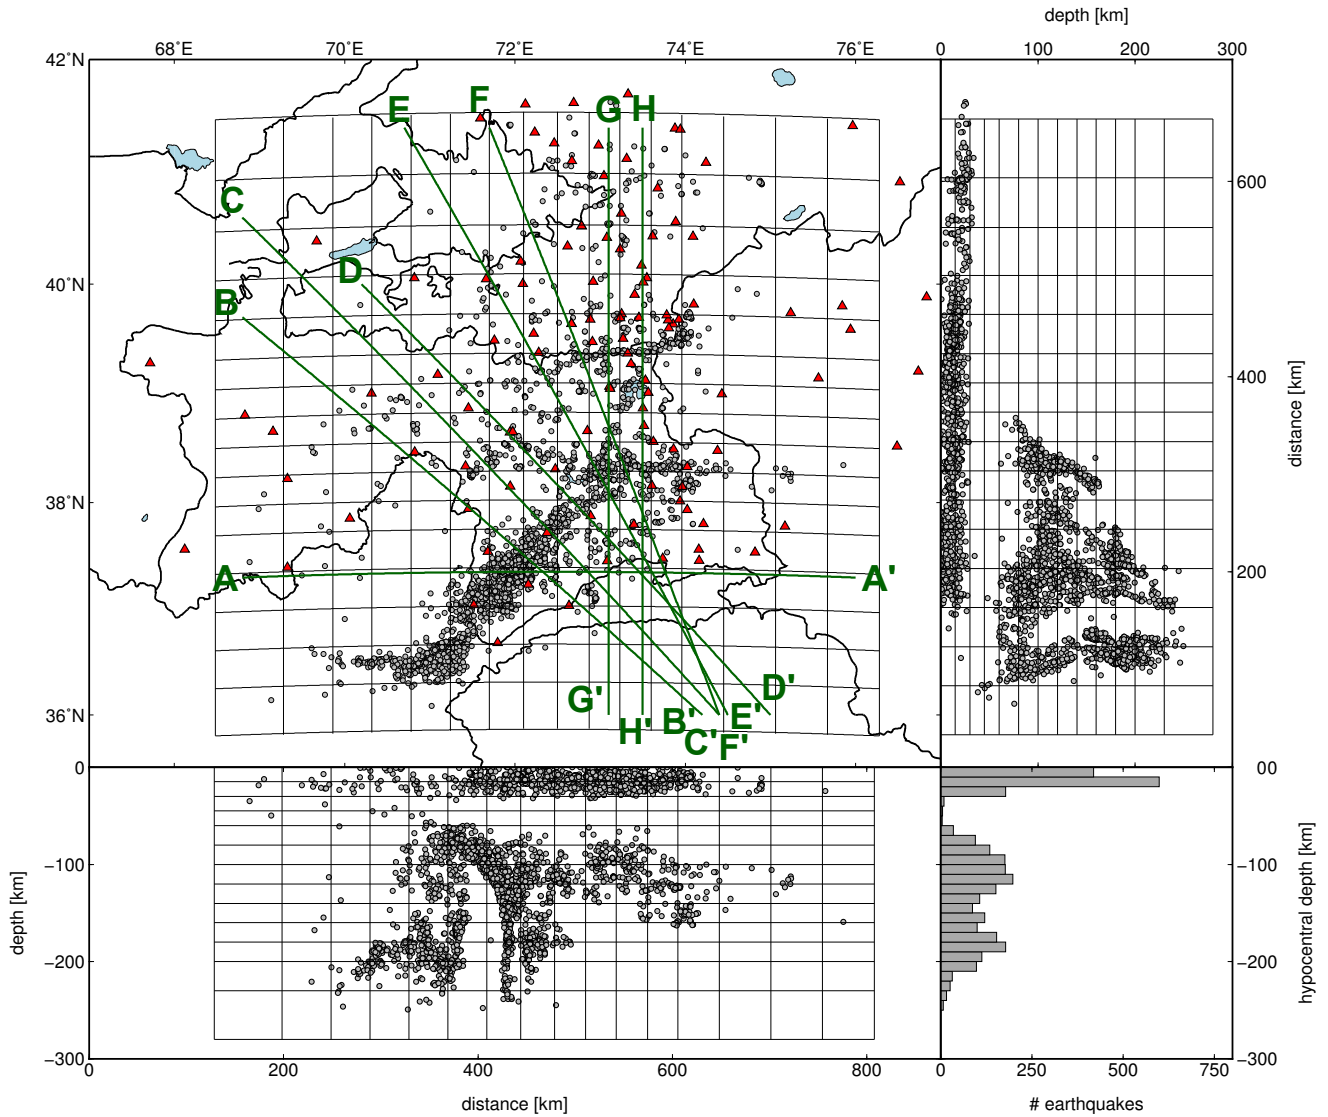 depth [km]
68°E 70°E 72°E 74°E 76°E 0 100 200 300
42°N
E F G H
C
600
D
40°N
B
400
distance [km]
38°N
A A'
200
D'
G'
36°N
B' E'
H'
C' F'
0 00
−100 −100
depth [km]
hypocentral depth [km]
−200 −200
−300 −300
0 200 400 600 800 0 250 500 750
distance [km] # earthquakes